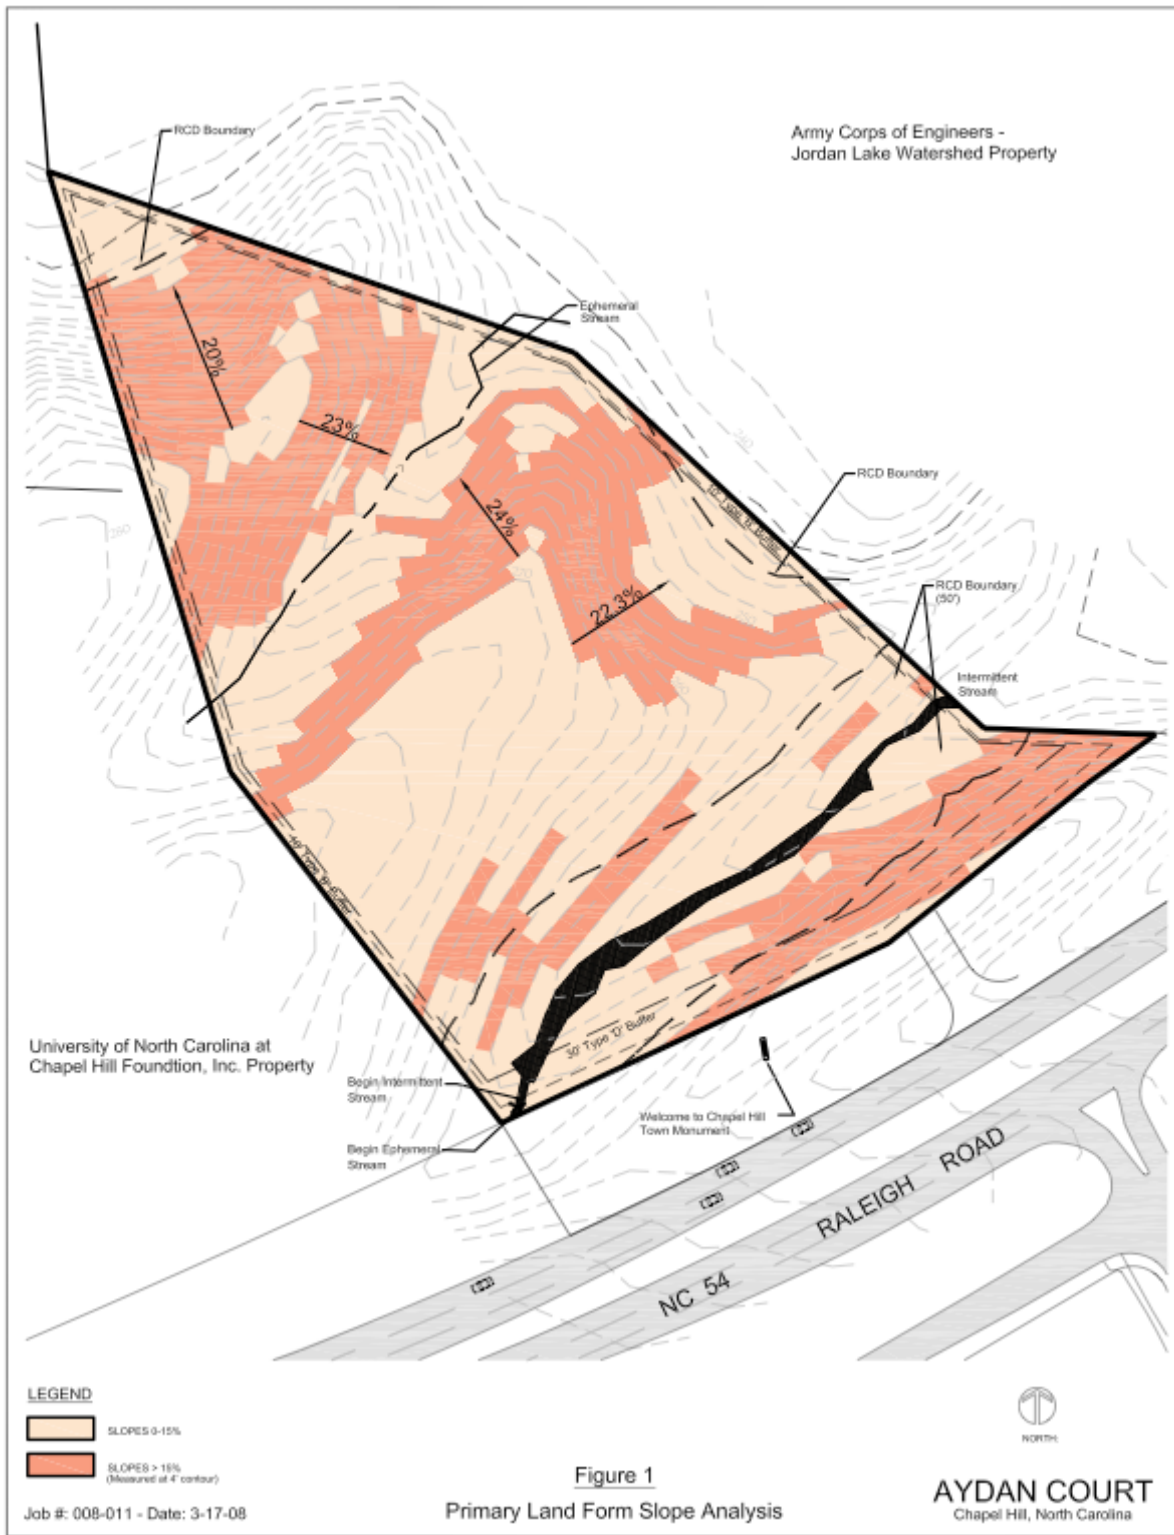 RCD Boundary
Army Corps of Engineers -
Jordan Lake Watershed Property
Ephemeral
Stream
20%
23%
RCD Boundary
10' Type 'B' Buffer
24%
260
RCD Boundary
(50')
22.3%
Intermittent
Stream
30' Type 'D' Buffer
University of North Carolina at
Chapel Hill Foundtion, Inc. Property
Begin Intermittent
Stream
Welcome to Chapel Hill
Town Monument
Begin Ephemeral
Stream
RALEIGH ROAD
NC 54
LEGEND
SLOPES 0-15%
SLOPES > 15%
(Measured at 4' contour)
NORTH:
Figure 1
Primary Land Form Slope Analysis
AYDAN COURT
Chapel Hill, North Carolina
Job #: 008-011 - Date: 3-17-08